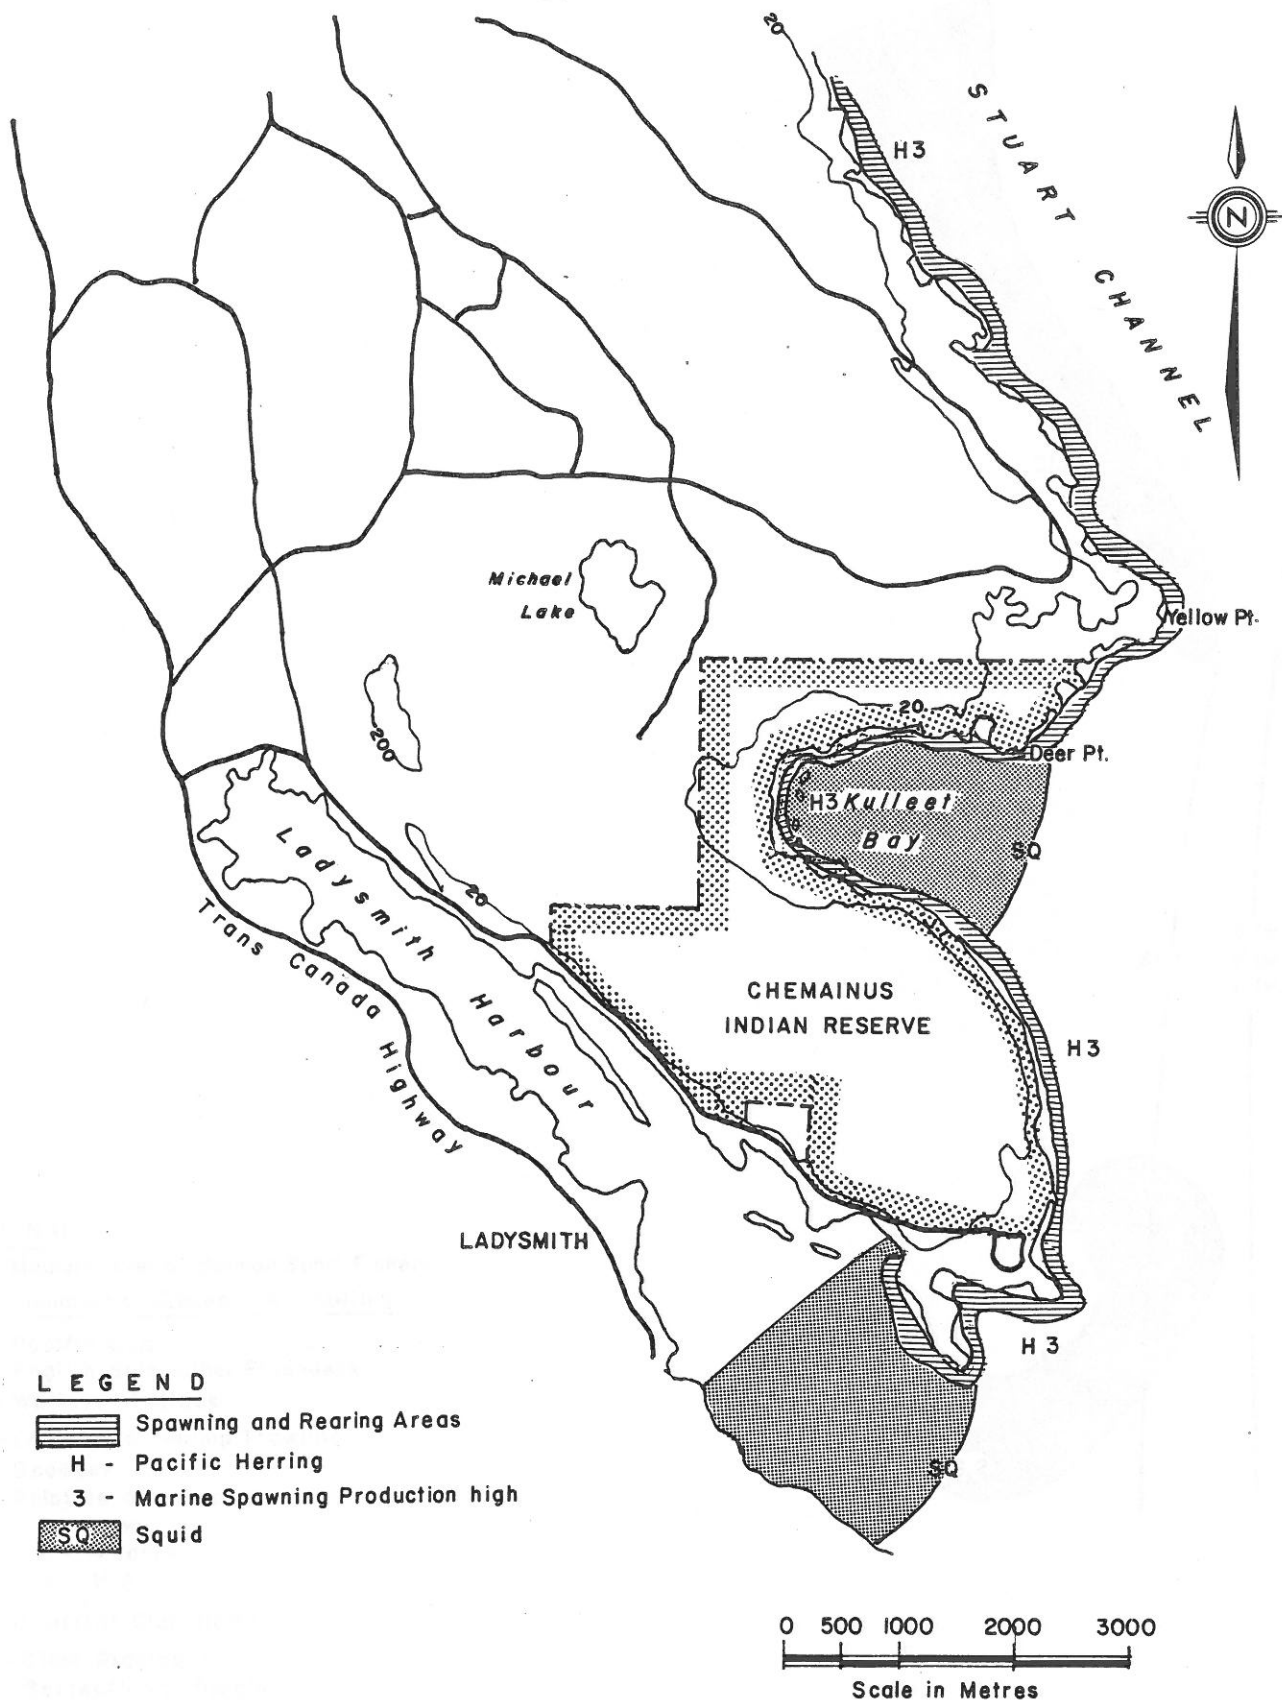 20
STUART CHANNEL
H3
N
Michael
Lake
Yellow Pt.
200
20
Deer Pt.
H3 Kulleet
Bay
SQ
20
Ladysmith Harbour
Trans Canada Highway
CHEMAINUS
INDIAN RESERVE
H3
LADYSMITH
H3
SQ
LEGEND
Spawning and Rearing Areas
H - Pacific Herring
3 - Marine Spawning Production high
SQ Squid
0 500 1000 2000 3000
Scale in Metres